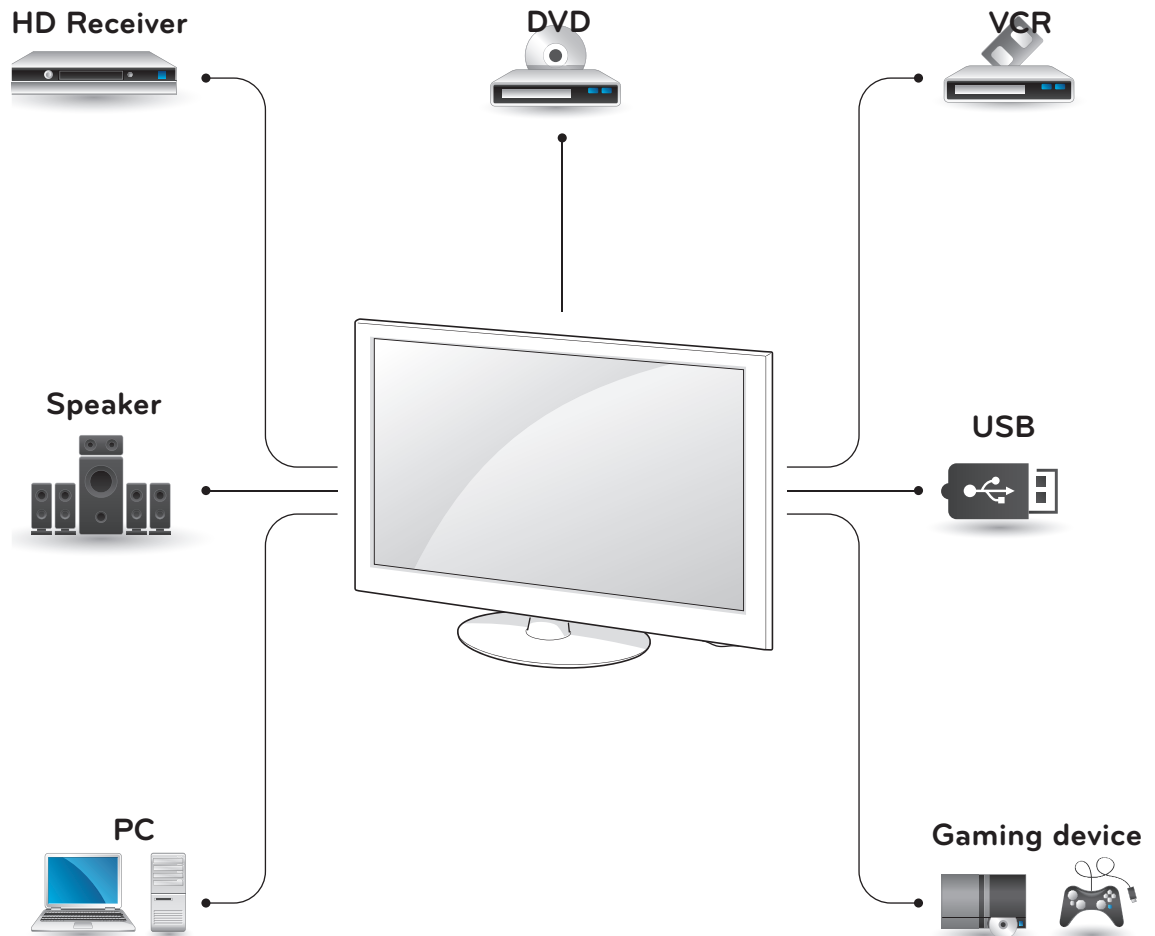 HD Receiver
DVD
VCR
Speaker
USB
PC
Gaming device